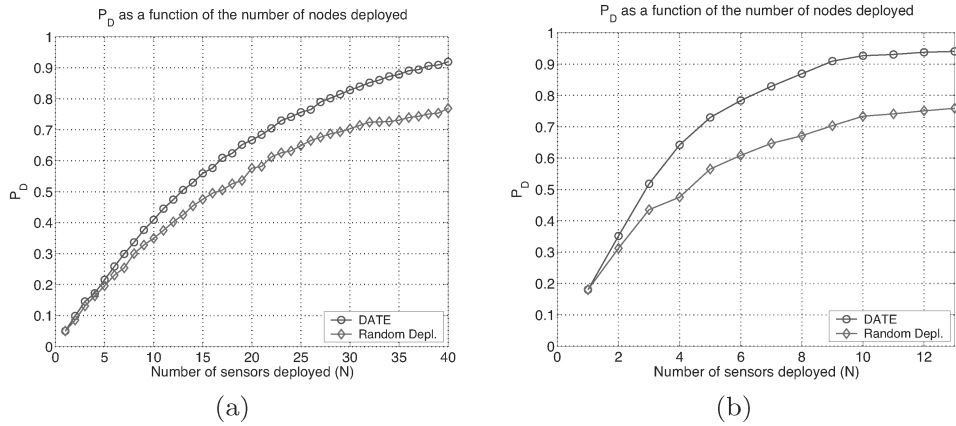 P_D as a function of the number of nodes deployed
1
0.9
0.8
0.7
0.6
0.5
0.4
0.3
0.2
0.1
0
P_D
0 5 10 15 20 25 30 35 40
Number of sensors deployed (N)
DATE
Random Depl.
(a)
P_D as a function of the number of nodes deployed
1
0.9
0.8
0.7
0.6
0.5
0.4
0.3
0.2
0.1
0
P_D
0 2 4 6 8 10 12
Number of sensors deployed (N)
DATE
Random Depl.
(b)